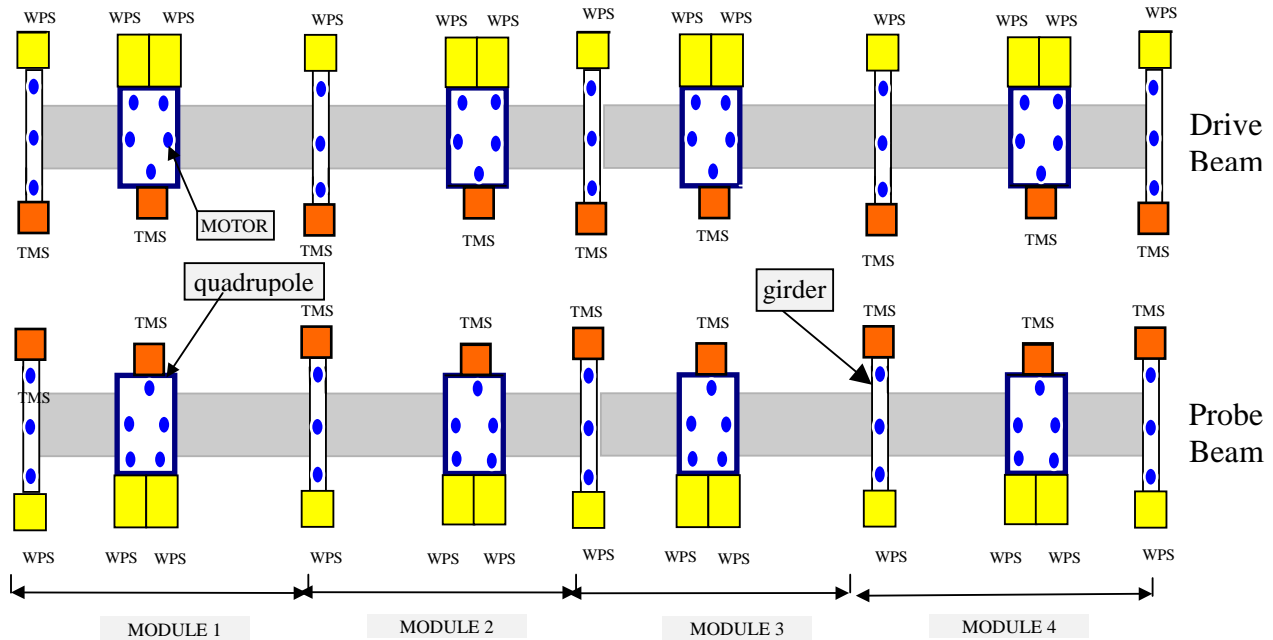 WPS WPS WPS WPS WPS WPS WPS WPS WPS WPS WPS WPS WPS
Drive
Beam
MOTOR
TMS TMS TMS TMS TMS TMS TMS TMS TMS
quadrupole
girder
TMS TMS TMS TMS TMS TMS TMS TMS TMS
TMS
Probe
Beam
WPS WPS WPS WPS WPS WPS WPS WPS WPS WPS WPS WPS WPS
MODULE 1 MODULE 2 MODULE 3 MODULE 4